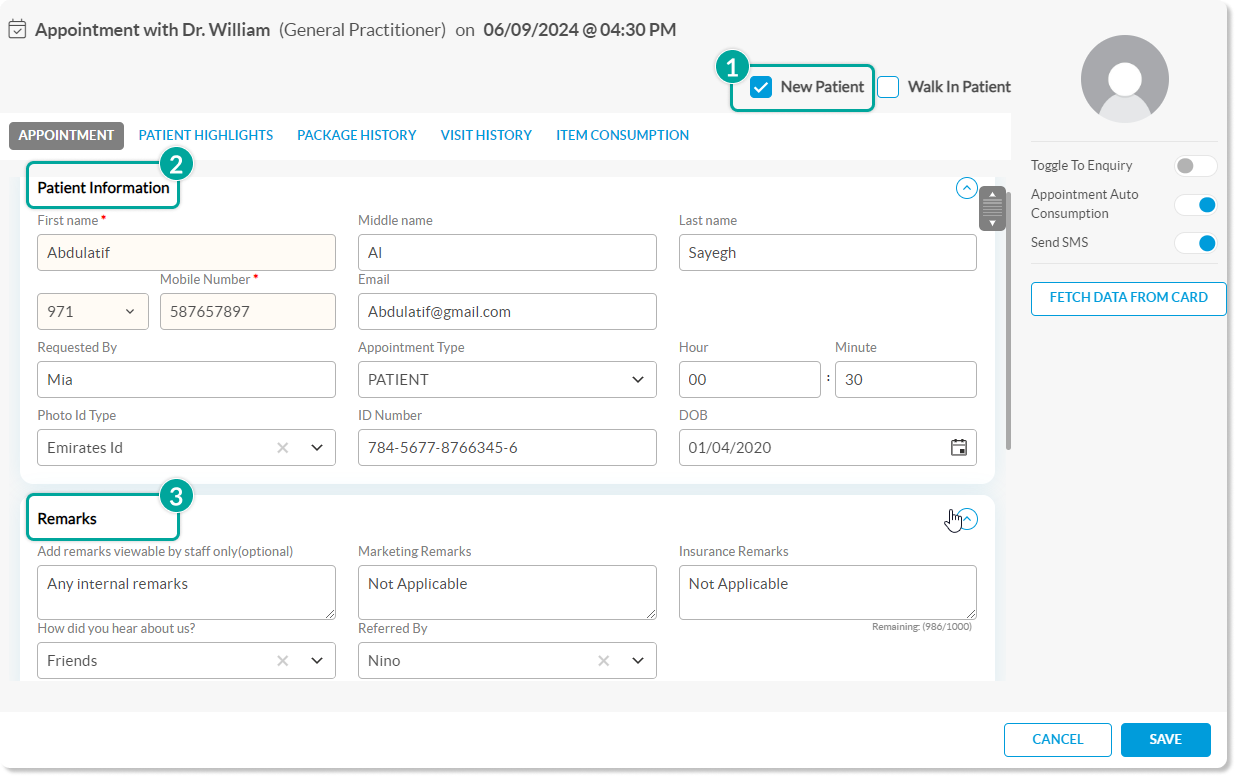 Appointment with Dr. William (General Practitioner) on 06/09/2024 @ 04:30 PM
1
New Patient Walk In Patient
APPOINTMENT PATIENT HIGHLIGHTS PACKAGE HISTORY VISIT HISTORY ITEM CONSUMPTION
2
Patient Information
First name * Middle name Last name
Abdulatif Al Sayegh
Mobile Number * Email
971 587657897 Abdulatif@gmail.com
Requested By Appointment Type Hour Minute
Mia PATIENT 00 : 30
Photo Id Type ID Number DOB
Emirates Id 784-5677-8766345-6 01/04/2020
3
Remarks
Add remarks viewable by staff only(optional) Marketing Remarks Insurance Remarks
Any internal remarks Not Applicable Not Applicable
Remaining: (986/1000)
How did you hear about us? Referred By
Friends Nino
Toggle To Enquiry
Appointment Auto
Consumption
Send SMS
FETCH DATA FROM CARD
CANCEL SAVE